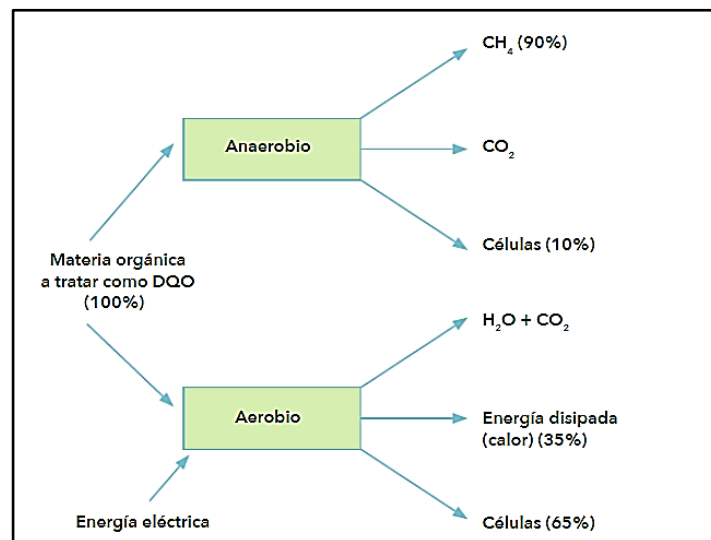 CH₄ (90%)
Anaerobio
CO₂
Células (10%)
Materia orgánica
a tratar como DQO
(100%)
H₂O + CO₂
Aerobio
Energía disipada
(calor) (35%)
Energía eléctrica
Células (65%)